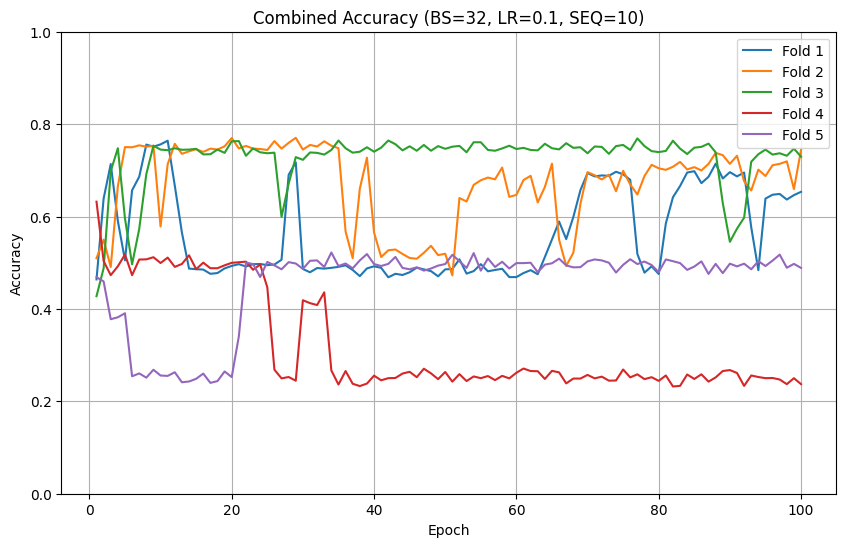 Combined Accuracy (BS=32, LR=0.1, SEQ=10)
1.0
0.8
0.6
0.4
0.2
0.0
Accuracy
Fold 1
Fold 2
Fold 3
Fold 4
Fold 5
0 20 40 60 80 100
Epoch